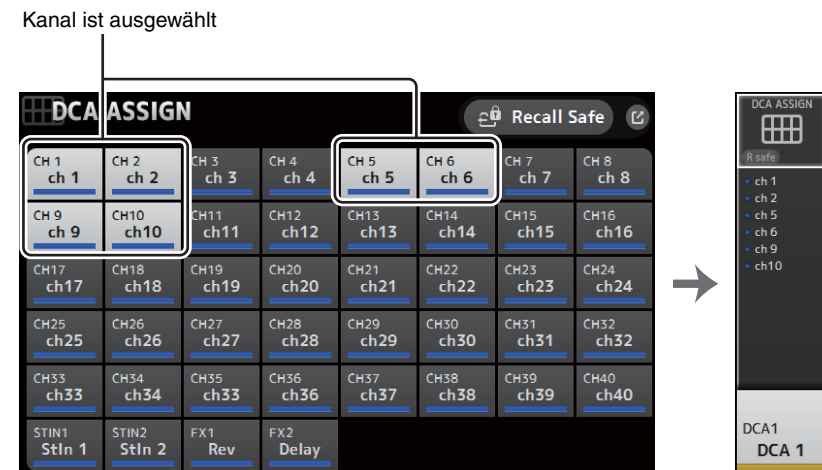 Kanal ist ausgewählt
DCA ASSIGN
Recall Safe
CH 1 CH 2 CH 3 CH 4 CH 5 CH 6 CH 7 CH 8
ch 1 ch 2 ch 3 ch 4 ch 5 ch 6 ch 7 ch 8
CH 9 CH10 CH11 CH12 CH13 CH14 CH15 CH16
ch 9 ch10 ch11 ch12 ch13 ch14 ch15 ch16
CH17 CH18 CH19 CH20 CH21 CH22 CH23 CH24
ch17 ch18 ch19 ch20 ch21 ch22 ch23 ch24
CH25 CH26 CH27 CH28 CH29 CH30 CH31 CH32
ch25 ch26 ch27 ch28 ch29 ch30 ch31 ch32
CH33 CH34 CH35 CH36 CH37 CH38 CH39 CH40
ch33 ch34 ch33 ch36 ch37 ch38 ch39 ch40
STIN1 STIN2 FX1 FX2
StIn 1 StIn 2 Rev Delay
DCA ASSIGN
R safe
ch 1
ch 2
ch 5
ch 6
ch 9
ch10
DCA1
DCA 1